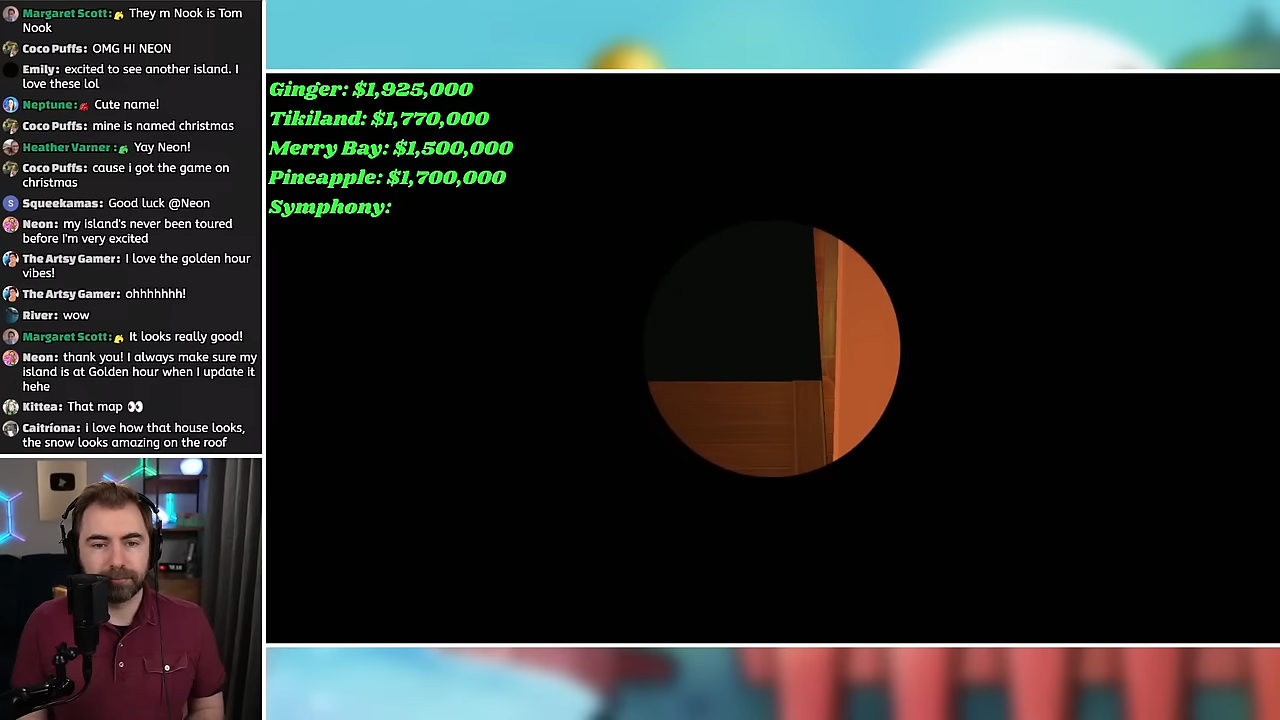 Margaret Scott: They m Nook is Tom
Nook
Coco Puffs: OMG HI NEON
Emily: excited to see another island. I
love these lol
Neptune: Cute name!
Coco Puffs: mine is named christmas
Heather Varner : Yay Neon!
Coco Puffs: cause i got the game on
christmas
S Squeekamas: Good luck @Neon
Neon: my island's never been toured
before I'm very excited
The Artsy Gamer: I love the golden hour
vibes!
The Artsy Gamer: ohhhhhhh!
River: wow
Margaret Scott: It looks really good!
Neon: thank you! I always make sure my
island is at Golden hour when I update it
hehe
Kittea: That map 👀
Caitríona: i love how that house looks,
the snow looks amazing on the roof
Ginger: $1,925,000
Tikiland: $1,770,000
Merry Bay: $1,500,000
Pineapple: $1,700,000
Symphony: